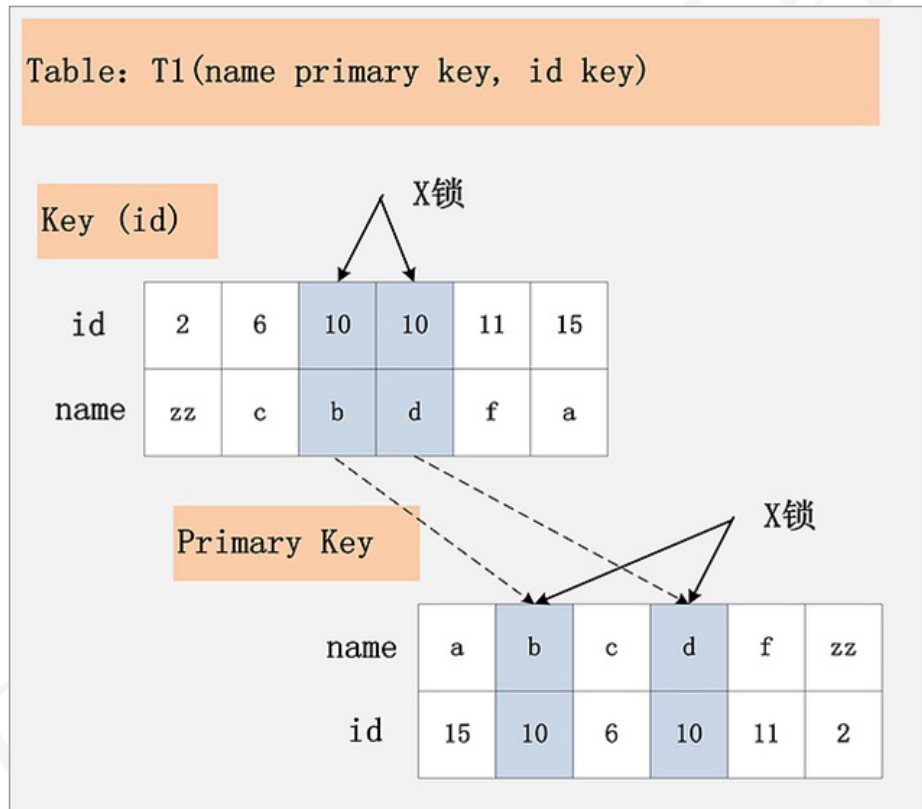 Table: T1(name primary key, id key)
X锁
Key (id)
id 2 6 10 10 11 15
name zz c b d f a
X锁
Primary Key
name a b c d f zz
id 15 10 6 10 11 2